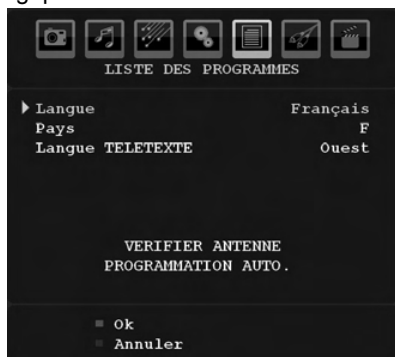 LISTE DES PROGRAMMES
Langue Français
Pays F
Langue TELETEXTE Ouest
VERIFIER ANTENNE
PROGRAMMATION AUTO.
Ok
Annuler